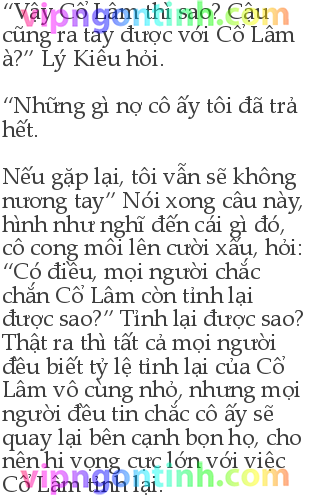 vipngontinh.com
“Vậy Cổ Lâm thì sao? Cậu
cũng ra tay được với Cổ Lâm
à?” Lý Kiêu hỏi.
“Những gì nợ cô ấy tôi đã trả
hết.
Nếu gặp lại, tôi vẫn sẽ không
nương tay” Nói xong câu này,
hình như nghĩ đến cái gì đó,
cô cong môi lên cười xấu, hỏi:
“Có điều, mọi người chắc
chắn Cổ Lâm còn tỉnh lại
được sao?” Tỉnh lại được sao?
Thật ra thì tất cả mọi người
đều biết tỷ lệ tỉnh lại của Cổ
Lâm vô cùng nhỏ, nhưng mọi
người đều tin chắc cô ấy sẽ
quay lại bên cạnh bọn họ, cho
nên hi vọng cực lớn với việc
Cổ Lâm tỉnh lại.
vipngontinh.com